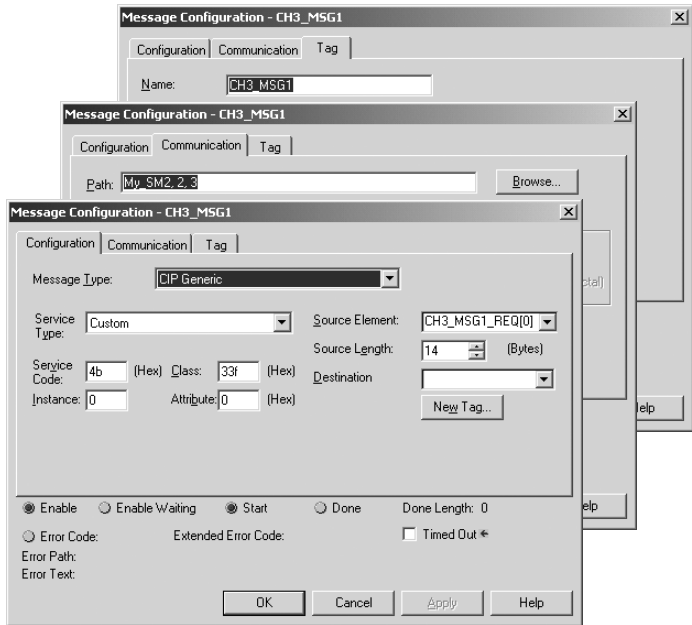 Message Configuration - CH3_MSG1
Configuration Communication Tag
Name: CH3_MSG1
Message Configuration - CH3_MSG1
Configuration Communication Tag
Path: My_SM2, 2, 3 Browse...
ctal)
Message Configuration - CH3_MSG1
Configuration Communication Tag
Message Type: CIP Generic
Service Type: Custom
Source Element: CH3_MSG1_REQ[0]
Source Length: 14 (Bytes)
Service Code: 4b (Hex) Class: 33f (Hex)
Destination
Instance: 0 Attribute: 0 (Hex)
New Tag...
Help
Enable Enable Waiting Start Done Done Length: 0
elp
Error Code: Extended Error Code: Timed Out
Error Path:
Error Text:
OK Cancel Apply Help